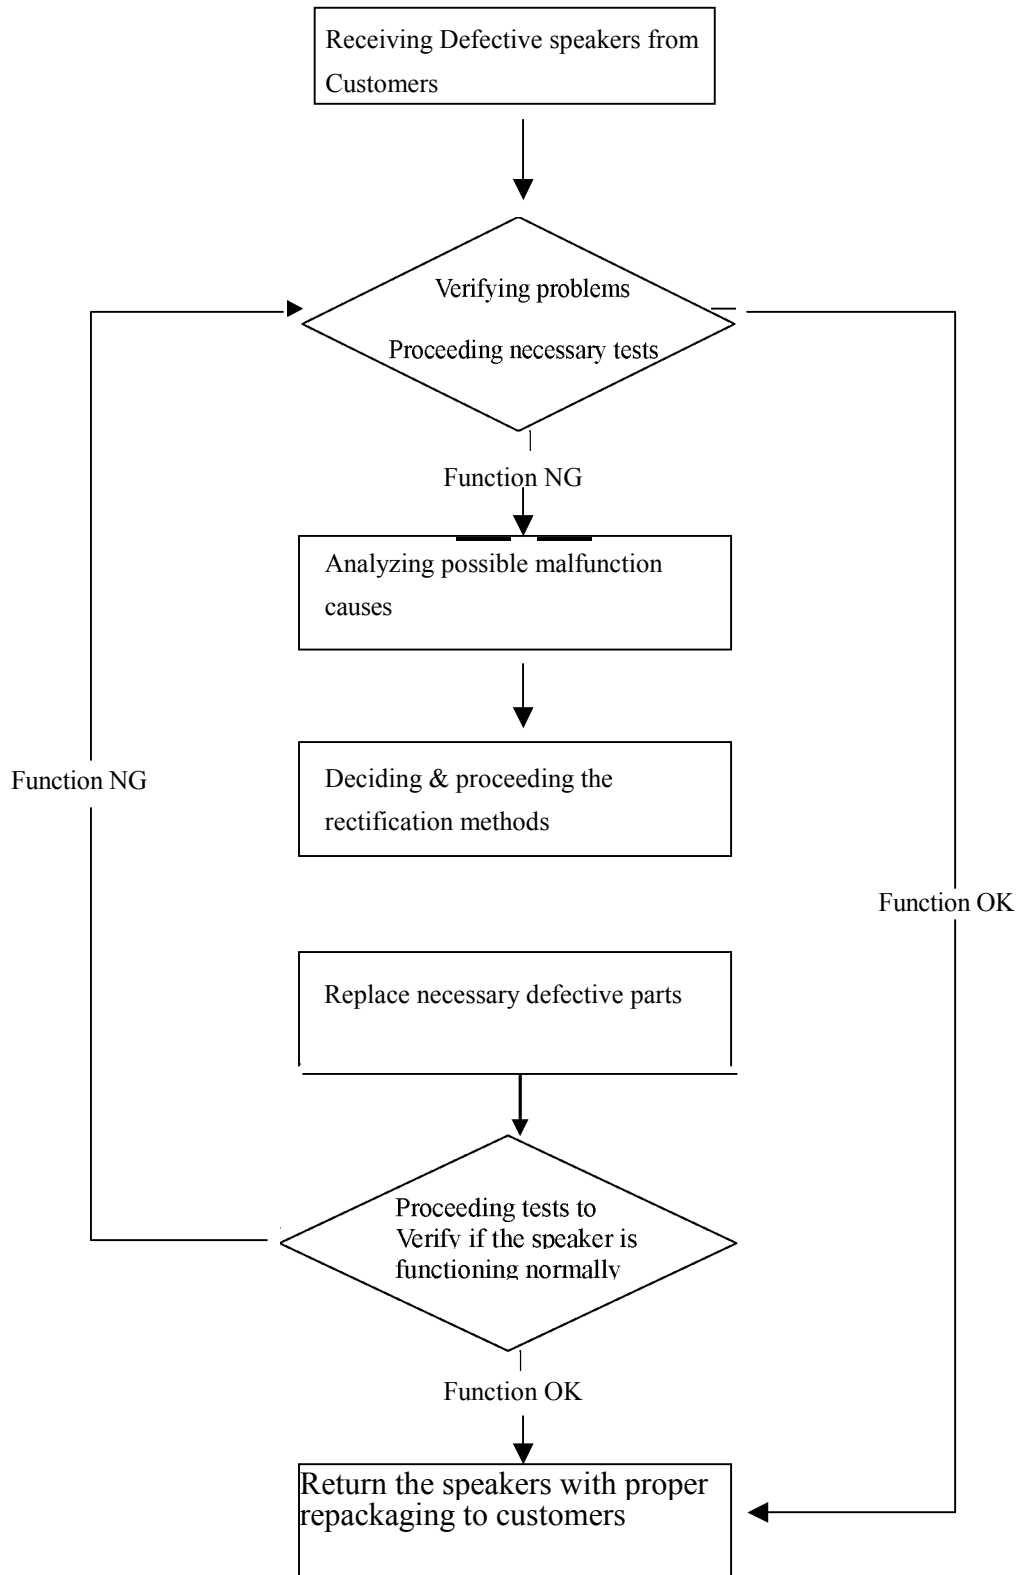 Receiving Defective speakers from
Customers
Verifying problems
Proceeding necessary tests
Function NG
Analyzing possible malfunction
causes
Deciding & proceeding the
rectification methods
Function NG
Function OK
Replace necessary defective parts
Proceeding tests to
Verify if the speaker is
functioning normally
Function OK
Return the speakers with proper
repackaging to customers